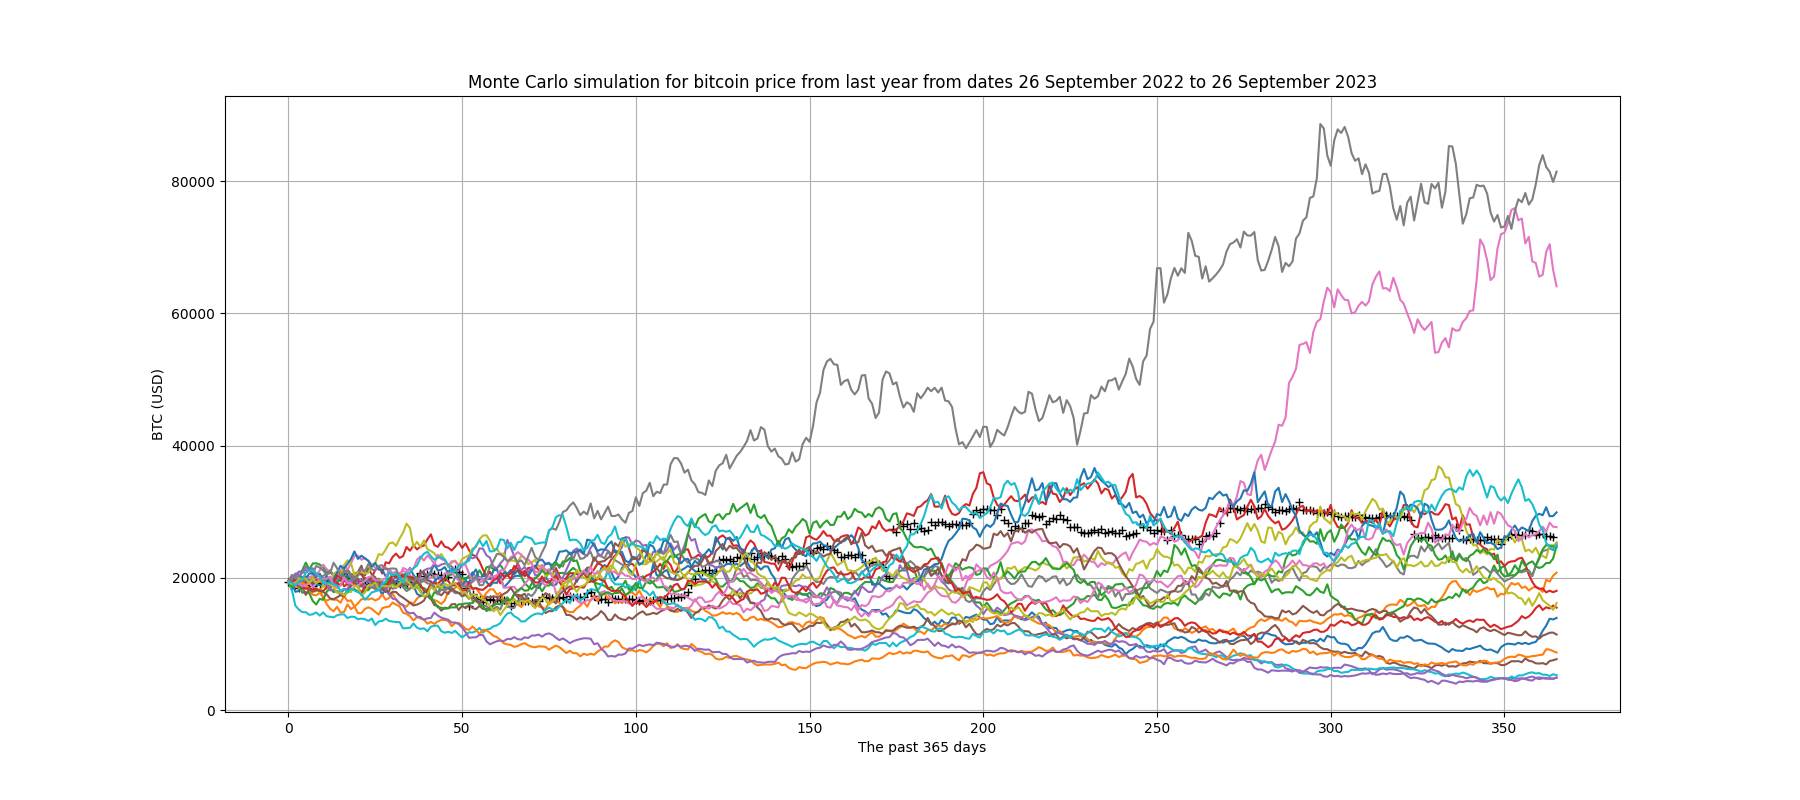 Monte Carlo simulation for bitcoin price from last year from dates 26 September 2022 to 26 September 2023
BTC (USD)
80000
60000
40000
20000
0
0 50 100 150 200 250 300 350
The past 365 days